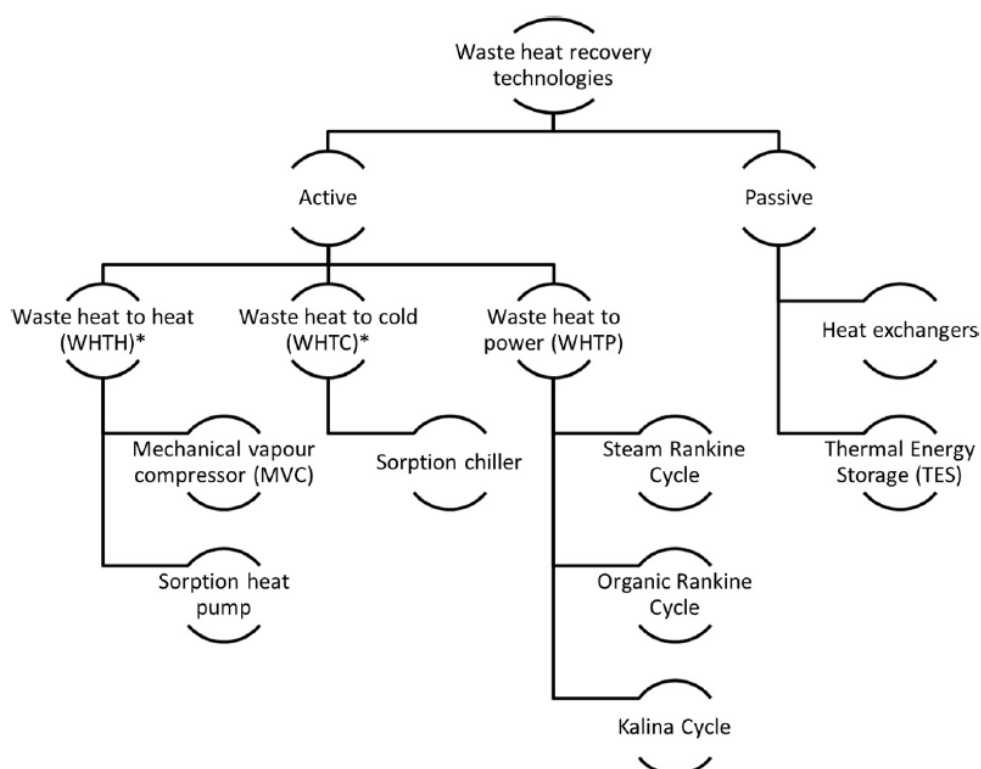 Waste heat recovery
technologies
Active
Passive
Waste heat to heat
(WHTH)*
Waste heat to cold
(WHTC)*
Waste heat to
power (WHTP)
Heat exchangers
Mechanical vapour
compressor (MVC)
Sorption chiller
Steam Rankine
Cycle
Thermal Energy
Storage (TES)
Sorption heat
pump
Organic Rankine
Cycle
Kalina Cycle